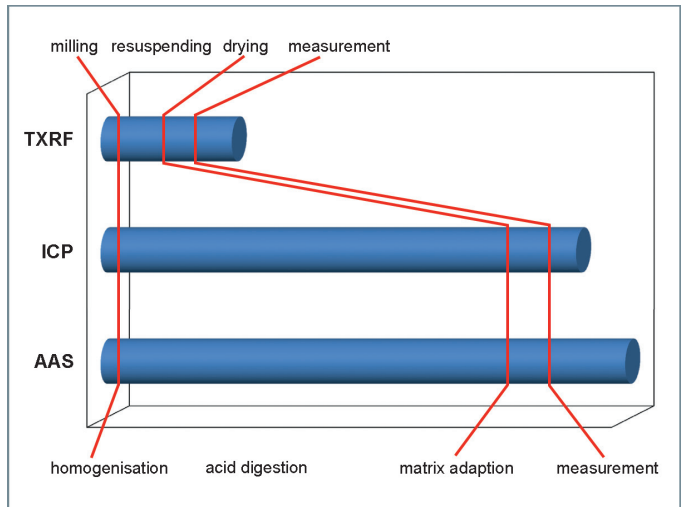 milling resuspending drying measurement
TXRF
ICP
AAS
homogenisation acid digestion matrix adaption measurement